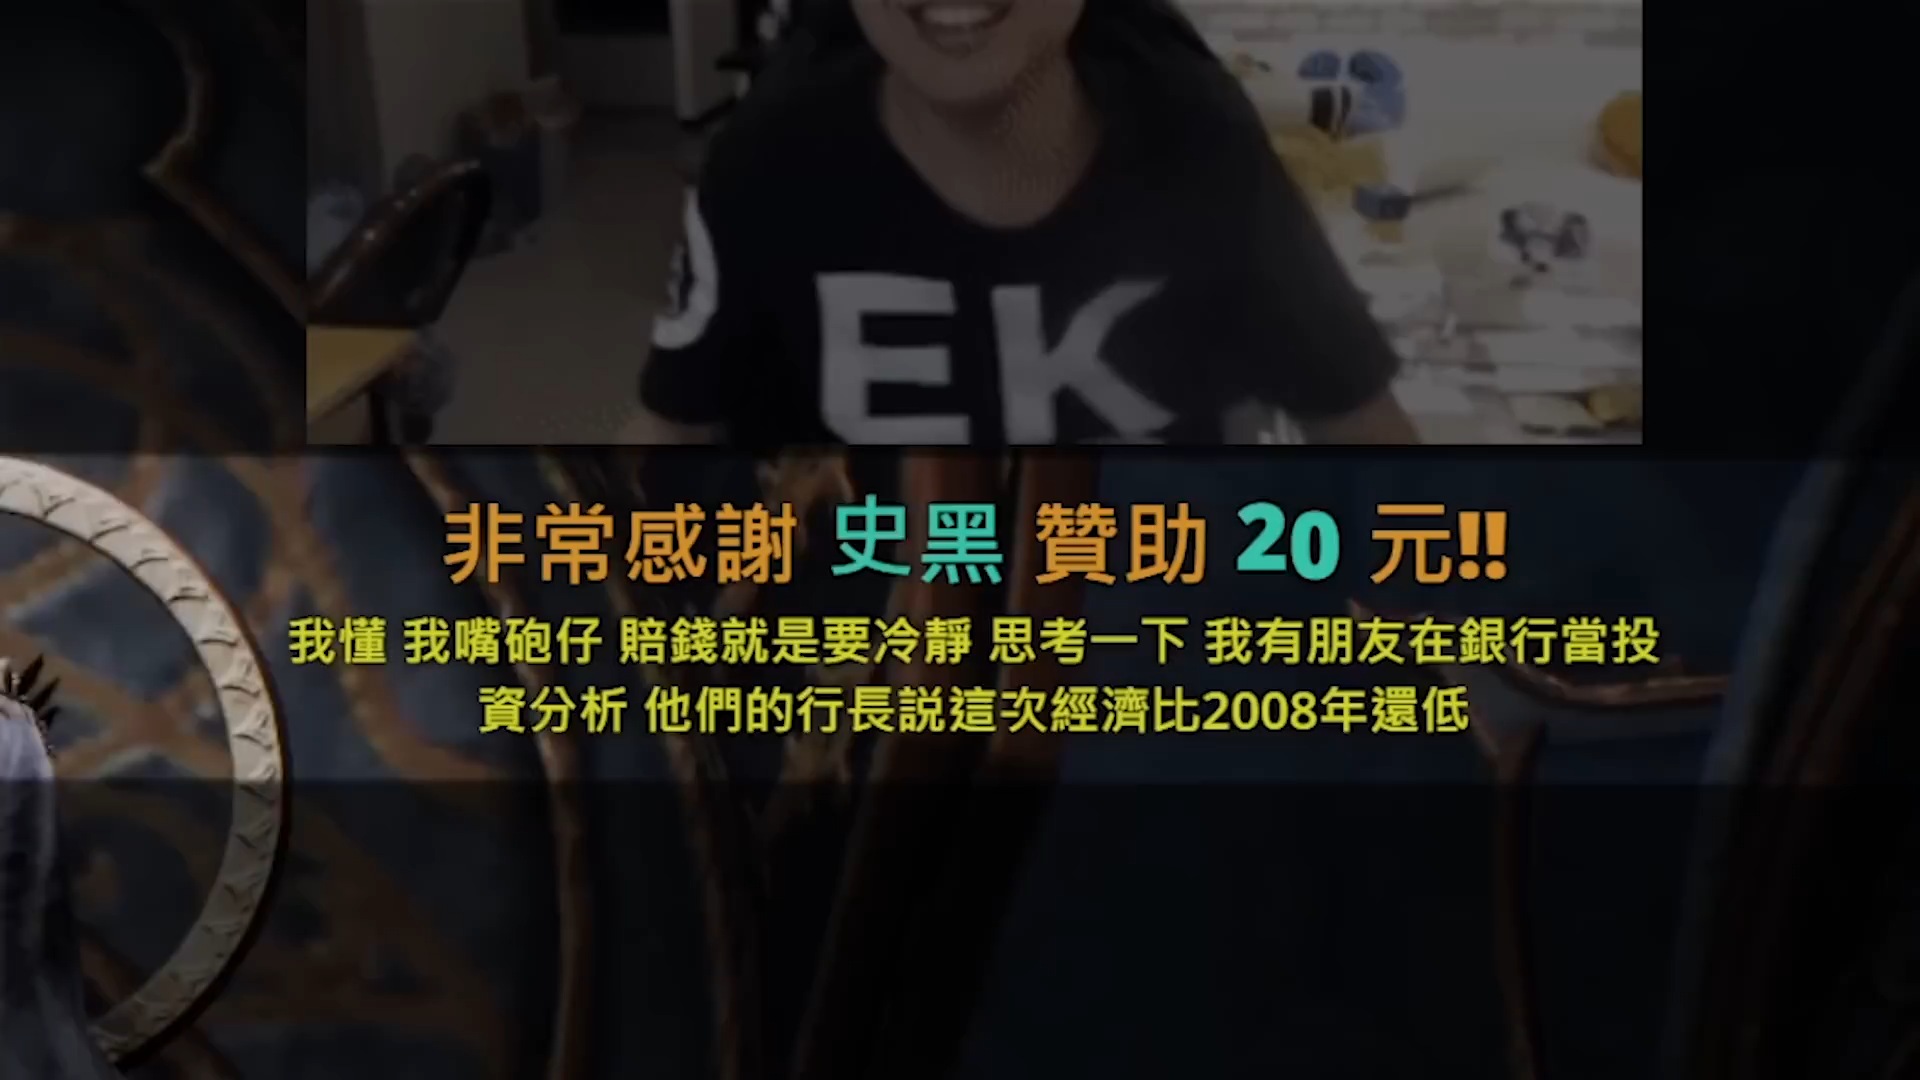 EK
非常感謝 史黑 贊助 20 元!!
我懂 我嘴砲仔 賠錢就是要冷靜 思考一下 我有朋友在銀行當投
資分析 他們的行長説這次經濟比2008年還低